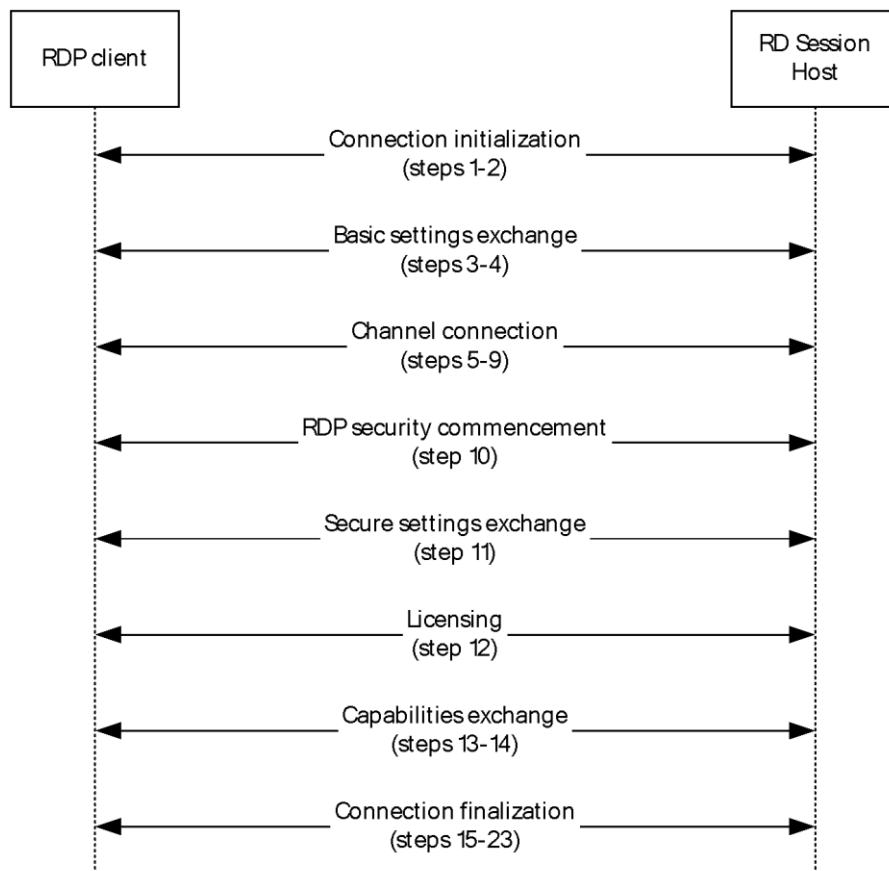 RDP client
RD Session
Host
Connection initialization
(steps 1-2)
Basic settings exchange
(steps 3-4)
Channel connection
(steps 5-9)
RDP security commencement
(step 10)
Secure settings exchange
(step 11)
Licensing
(step 12)
Capabilities exchange
(steps 13-14)
Connection finalization
(steps 15-23)